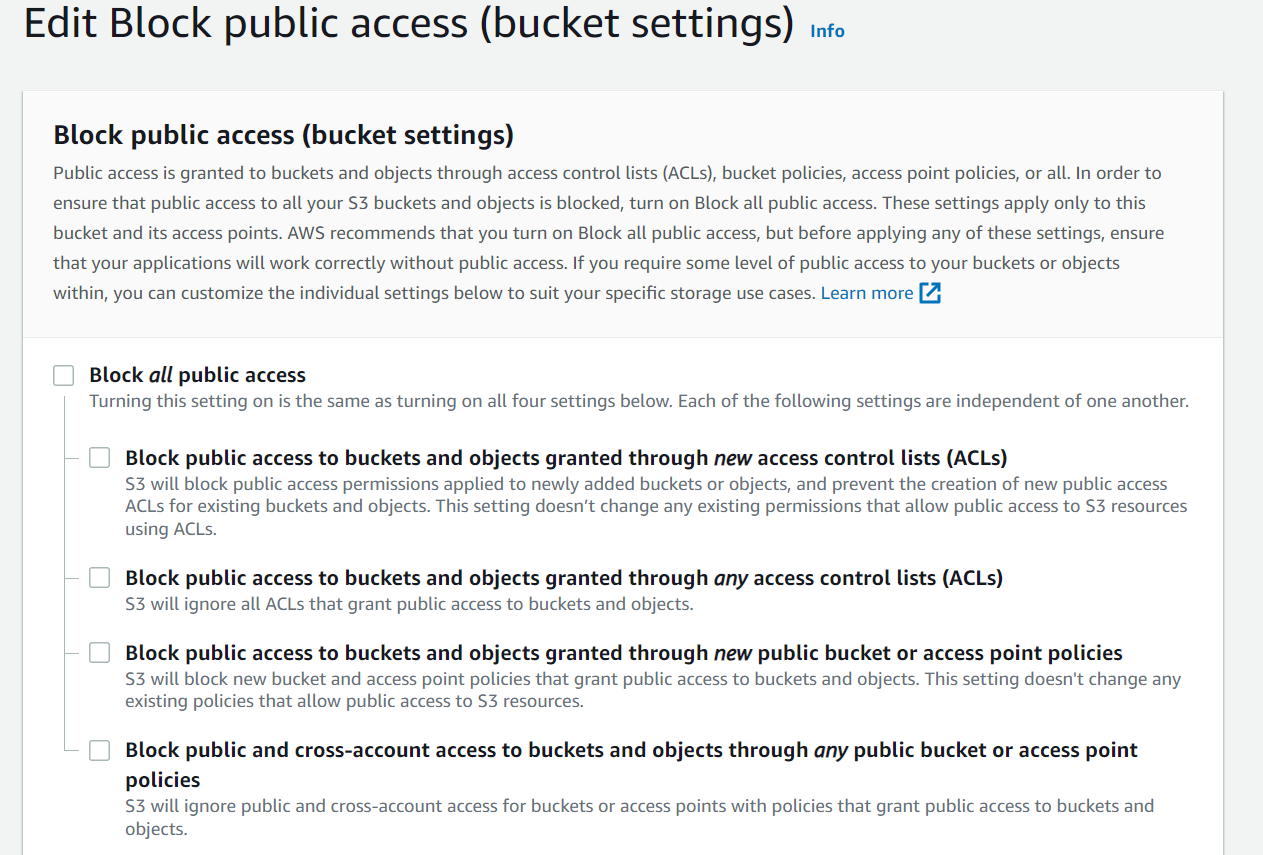 Edit Block public access (bucket settings) Info
Block public access (bucket settings)
Public access is granted to buckets and objects through access control lists (ACLs), bucket policies, access point policies, or all. In order to
ensure that public access to all your S3 buckets and objects is blocked, turn on Block all public access. These settings apply only to this
bucket and its access points. AWS recommends that you turn on Block all public access, but before applying any of these settings, ensure
that your applications will work correctly without public access. If you require some level of public access to your buckets or objects
within, you can customize the individual settings below to suit your specific storage use cases. Learn more
Block all public access
Turning this setting on is the same as turning on all four settings below. Each of the following settings are independent of one another.
Block public access to buckets and objects granted through new access control lists (ACLs)
S3 will block public access permissions applied to newly added buckets or objects, and prevent the creation of new public access
ACLs for existing buckets and objects. This setting doesn’t change any existing permissions that allow public access to S3 resources
using ACLs.
Block public access to buckets and objects granted through any access control lists (ACLs)
S3 will ignore all ACLs that grant public access to buckets and objects.
Block public access to buckets and objects granted through new public bucket or access point policies
S3 will block new bucket and access point policies that grant public access to buckets and objects. This setting doesn't change any
existing policies that allow public access to S3 resources.
Block public and cross-account access to buckets and objects through any public bucket or access point
policies
S3 will ignore public and cross-account access for buckets or access points with policies that grant public access to buckets and
objects.